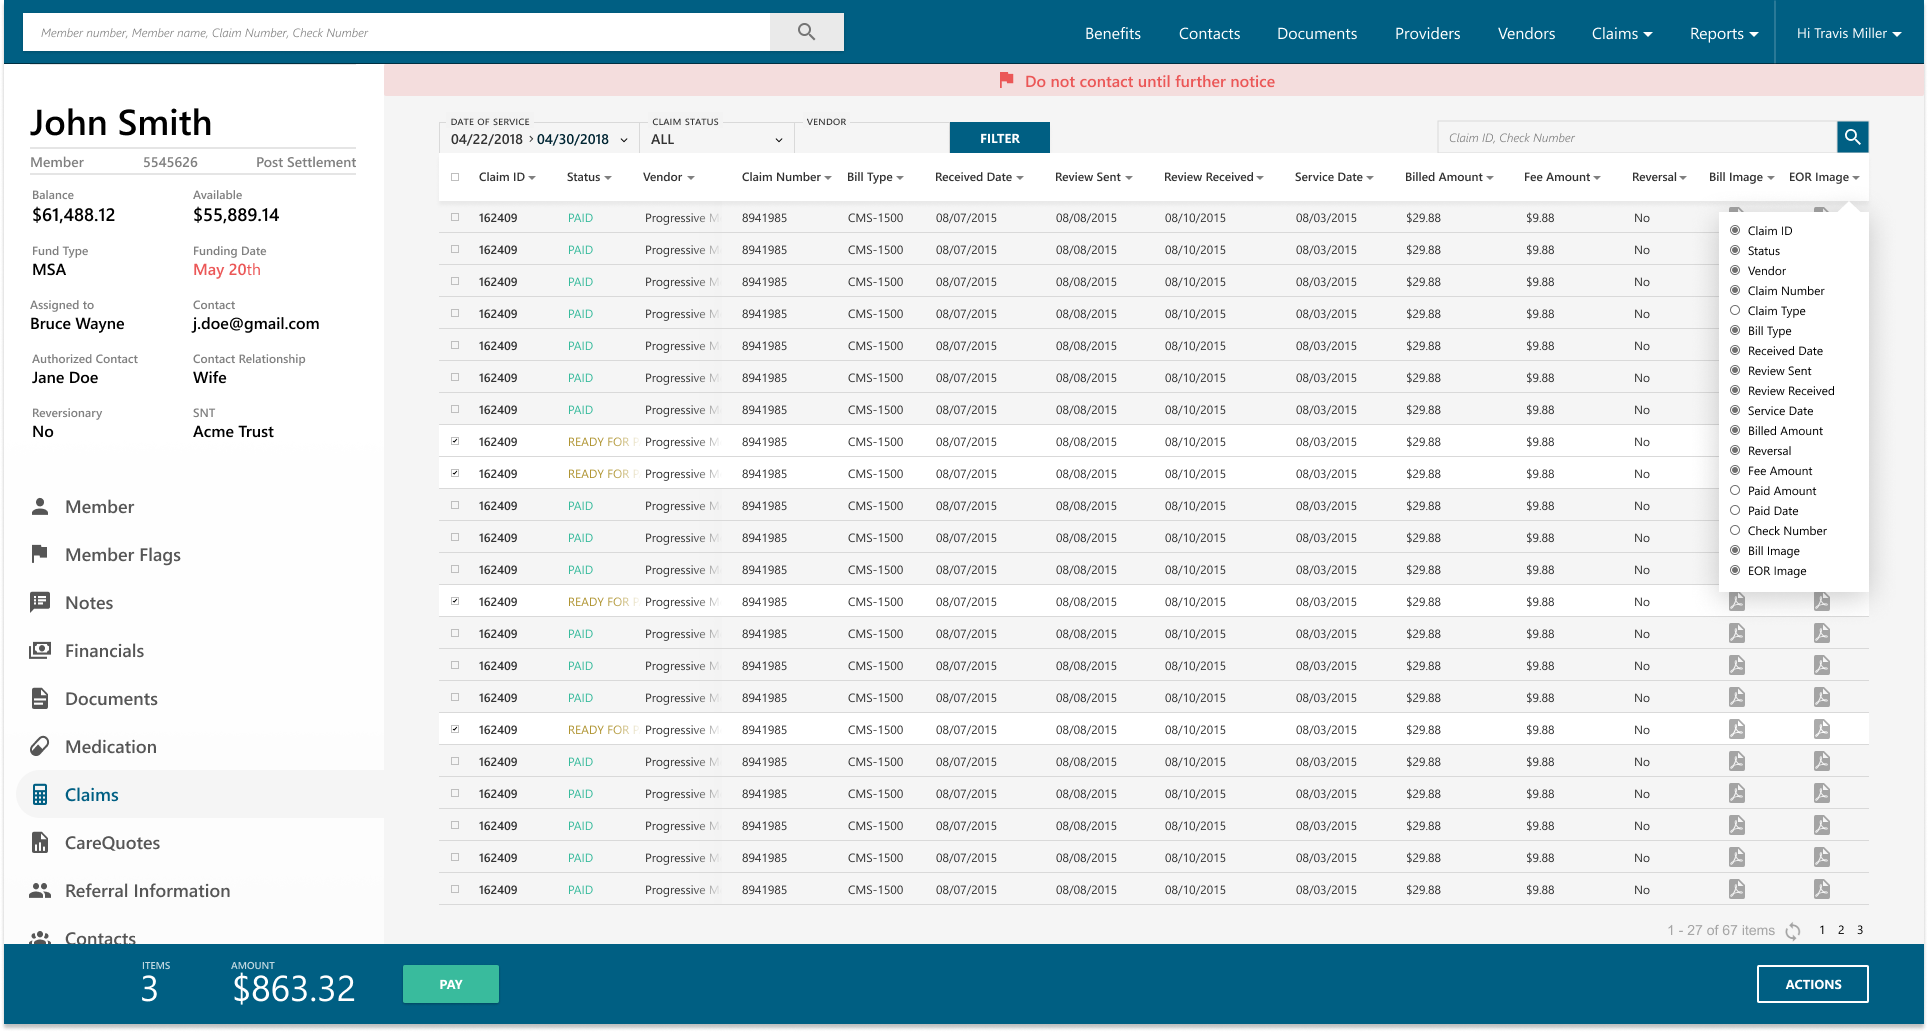 Member number, Member name, Claim Number, Check Number
Benefits Contacts Documents Providers Vendors Claims Reports Hi Travis Miller
Do not contact until further notice
John Smith
Member 5545626 Post Settlement
Balance Available
$61,488.12 $55,889.14
Fund Type Funding Date
MSA May 20th
Assigned to Contact
Bruce Wayne j.doe@gmail.com
Authorized Contact Contact Relationship
Jane Doe Wife
Reversionary SNT
No Acme Trust
Member
Member Flags
Notes
Financials
Documents
Medication
Claims
CareQuotes
Referral Information
Contacts
DATE OF SERVICE CLAIM STATUS VENDOR
04/22/2018 > 04/30/2018 ALL FILTER Claim ID, Check Number
Claim ID Status Vendor Claim Number Bill Type Received Date Review Sent Review Received Service Date Billed Amount Fee Amount Reversal Bill Image EOR Image
162409 PAID Progressive M 8941985 CMS-1500 08/07/2015 08/08/2015 08/10/2015 08/03/2015 $29.88 $9.88 No
162409 PAID Progressive M 8941985 CMS-1500 08/07/2015 08/08/2015 08/10/2015 08/03/2015 $29.88 $9.88 No
162409 PAID Progressive M 8941985 CMS-1500 08/07/2015 08/08/2015 08/10/2015 08/03/2015 $29.88 $9.88 No
162409 PAID Progressive M 8941985 CMS-1500 08/07/2015 08/08/2015 08/10/2015 08/03/2015 $29.88 $9.88 No
162409 PAID Progressive M 8941985 CMS-1500 08/07/2015 08/08/2015 08/10/2015 08/03/2015 $29.88 $9.88 No
162409 PAID Progressive M 8941985 CMS-1500 08/07/2015 08/08/2015 08/10/2015 08/03/2015 $29.88 $9.88 No
162409 PAID Progressive M 8941985 CMS-1500 08/07/2015 08/08/2015 08/10/2015 08/03/2015 $29.88 $9.88 No
162409 READY FOR P Progressive M 8941985 CMS-1500 08/07/2015 08/08/2015 08/10/2015 08/03/2015 $29.88 $9.88 No
162409 READY FOR P Progressive M 8941985 CMS-1500 08/07/2015 08/08/2015 08/10/2015 08/03/2015 $29.88 $9.88 No
162409 PAID Progressive M 8941985 CMS-1500 08/07/2015 08/08/2015 08/10/2015 08/03/2015 $29.88 $9.88 No
162409 PAID Progressive M 8941985 CMS-1500 08/07/2015 08/08/2015 08/10/2015 08/03/2015 $29.88 $9.88 No
162409 PAID Progressive M 8941985 CMS-1500 08/07/2015 08/08/2015 08/10/2015 08/03/2015 $29.88 $9.88 No
162409 READY FOR P Progressive M 8941985 CMS-1500 08/07/2015 08/08/2015 08/10/2015 08/03/2015 $29.88 $9.88 No
162409 PAID Progressive M 8941985 CMS-1500 08/07/2015 08/08/2015 08/10/2015 08/03/2015 $29.88 $9.88 No
162409 PAID Progressive M 8941985 CMS-1500 08/07/2015 08/08/2015 08/10/2015 08/03/2015 $29.88 $9.88 No
162409 PAID Progressive M 8941985 CMS-1500 08/07/2015 08/08/2015 08/10/2015 08/03/2015 $29.88 $9.88 No
162409 READY FOR P Progressive M 8941985 CMS-1500 08/07/2015 08/08/2015 08/10/2015 08/03/2015 $29.88 $9.88 No
162409 PAID Progressive M 8941985 CMS-1500 08/07/2015 08/08/2015 08/10/2015 08/03/2015 $29.88 $9.88 No
162409 PAID Progressive M 8941985 CMS-1500 08/07/2015 08/08/2015 08/10/2015 08/03/2015 $29.88 $9.88 No
162409 PAID Progressive M 8941985 CMS-1500 08/07/2015 08/08/2015 08/10/2015 08/03/2015 $29.88 $9.88 No
162409 PAID Progressive M 8941985 CMS-1500 08/07/2015 08/08/2015 08/10/2015 08/03/2015 $29.88 $9.88 No
162409 PAID Progressive M 8941985 CMS-1500 08/07/2015 08/08/2015 08/10/2015 08/03/2015 $29.88 $9.88 No
Claim ID
Status
Vendor
Claim Number
Claim Type
Bill Type
Received Date
Review Sent
Review Received
Service Date
Billed Amount
Reversal
Fee Amount
Paid Amount
Paid Date
Check Number
Bill Image
EOR Image
1 - 27 of 67 items 1 2 3
ITEMS AMOUNT
3 $863.32 PAY ACTIONS